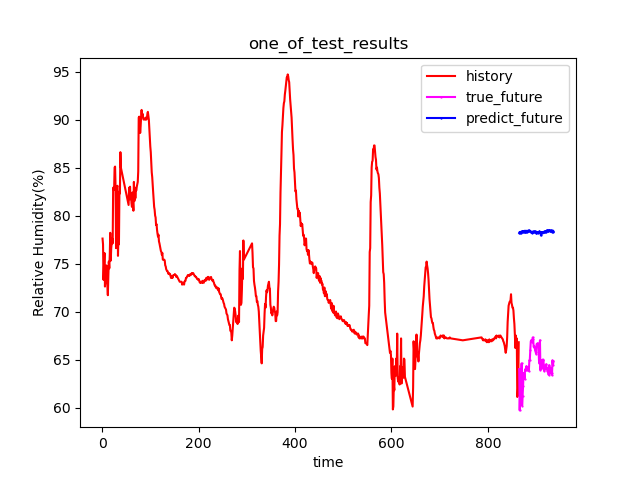 one_of_test_results
95
90
85
80
75
70
65
60
Relative Humidity(%)
history
true_future
predict_future
0
200
400
600
800
time